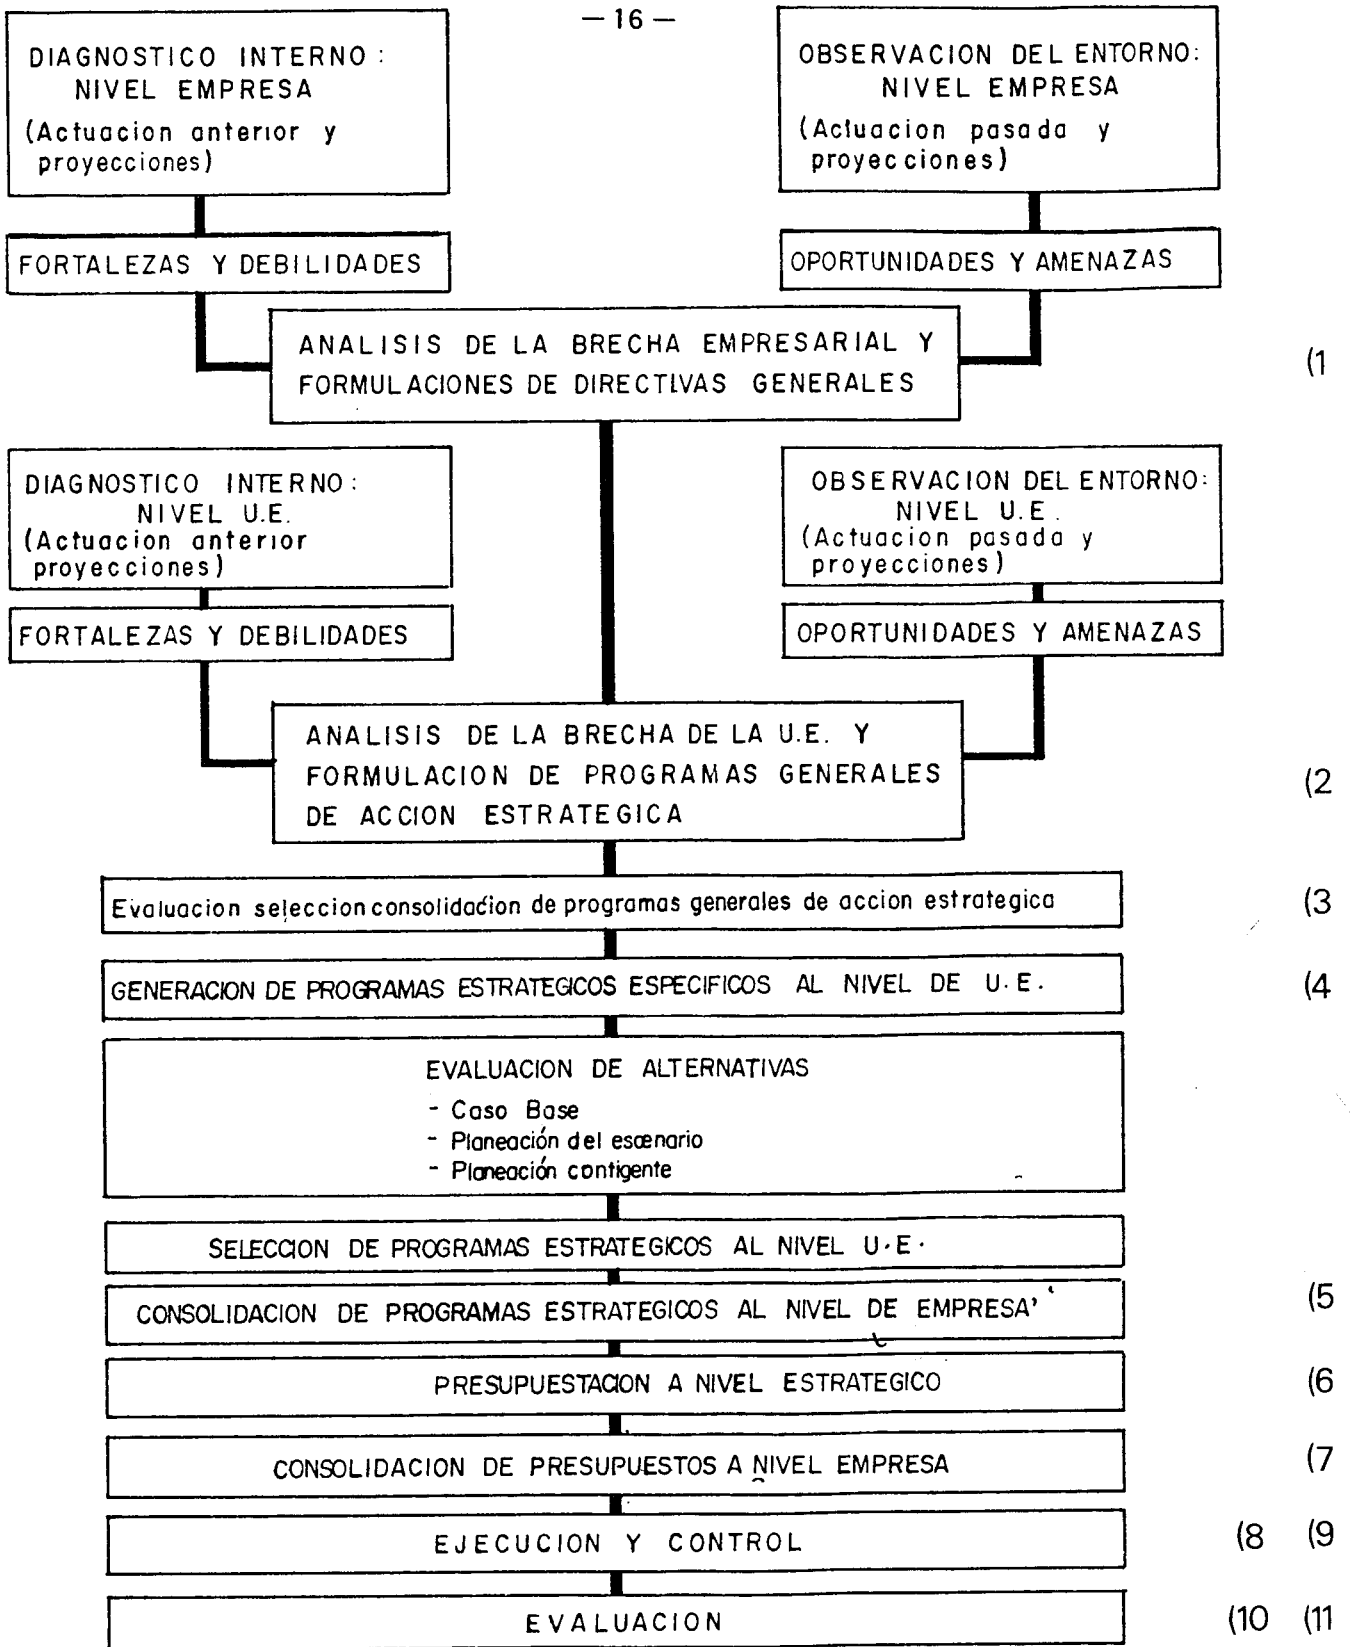 — 16 —
DIAGNOSTICO INTERNO :
NIVEL EMPRESA
(Actuacion anterior y
proyecciones)
OBSERVACION DEL ENTORNO:
NIVEL EMPRESA
(Actuacion pasada y
proyecciones)
FORTALEZAS Y DEBILIDADES
OPORTUNIDADES Y AMENAZAS
ANALISIS DE LA BRECHA EMPRESARIAL Y
FORMULACIONES DE DIRECTIVAS GENERALES
(1
DIAGNOSTICO INTERNO :
NIVEL U.E.
(Actuacion anterior
proyecciones)
OBSERVACION DEL ENTORNO:
NIVEL U.E.
(Actuacion pasada y
proyecciones)
FORTALEZAS Y DEBILIDADES
OPORTUNIDADES Y AMENAZAS
ANALISIS DE LA BRECHA DE LA U.E. Y
FORMULACION DE PROGRAMAS GENERALES
DE ACCION ESTRATEGICA
(2
Evaluacion seleccion consolidacion de programas generales de accion estrategica
(3
GENERACION DE PROGRAMAS ESTRATEGICOS ESPECIFICOS AL NIVEL DE U.E.
(4
EVALUACION DE ALTERNATIVAS
- Caso Base
- Planeación del escenario
- Planeación contigente
SELECCION DE PROGRAMAS ESTRATEGICOS AL NIVEL U.E.
CONSOLIDACION DE PROGRAMAS ESTRATEGICOS AL NIVEL DE EMPRESA
(5
PRESUPUESTACION A NIVEL ESTRATEGICO
(6
CONSOLIDACION DE PRESUPUESTOS A NIVEL EMPRESA
(7
EJECUCION Y CONTROL
(8 (9
EVALUACION
(10 (11